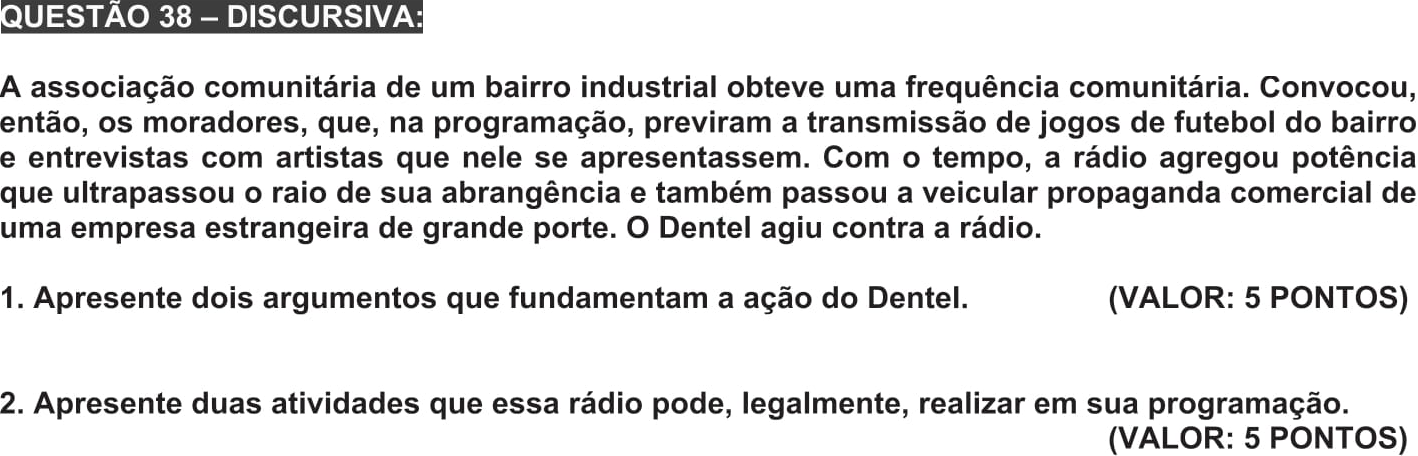 QUESTÃO 38 – DISCURSIVA:
A associação comunitária de um bairro industrial obteve uma frequência comunitária. Convocou,
então, os moradores, que, na programação, previram a transmissão de jogos de futebol do bairro
e entrevistas com artistas que nele se apresentassem. Com o tempo, a rádio agregou potência
que ultrapassou o raio de sua abrangência e também passou a veicular propaganda comercial de
uma empresa estrangeira de grande porte. O Dentel agiu contra a rádio.
1. Apresente dois argumentos que fundamentam a ação do Dentel. (VALOR: 5 PONTOS)
2. Apresente duas atividades que essa rádio pode, legalmente, realizar em sua programação.
(VALOR: 5 PONTOS)